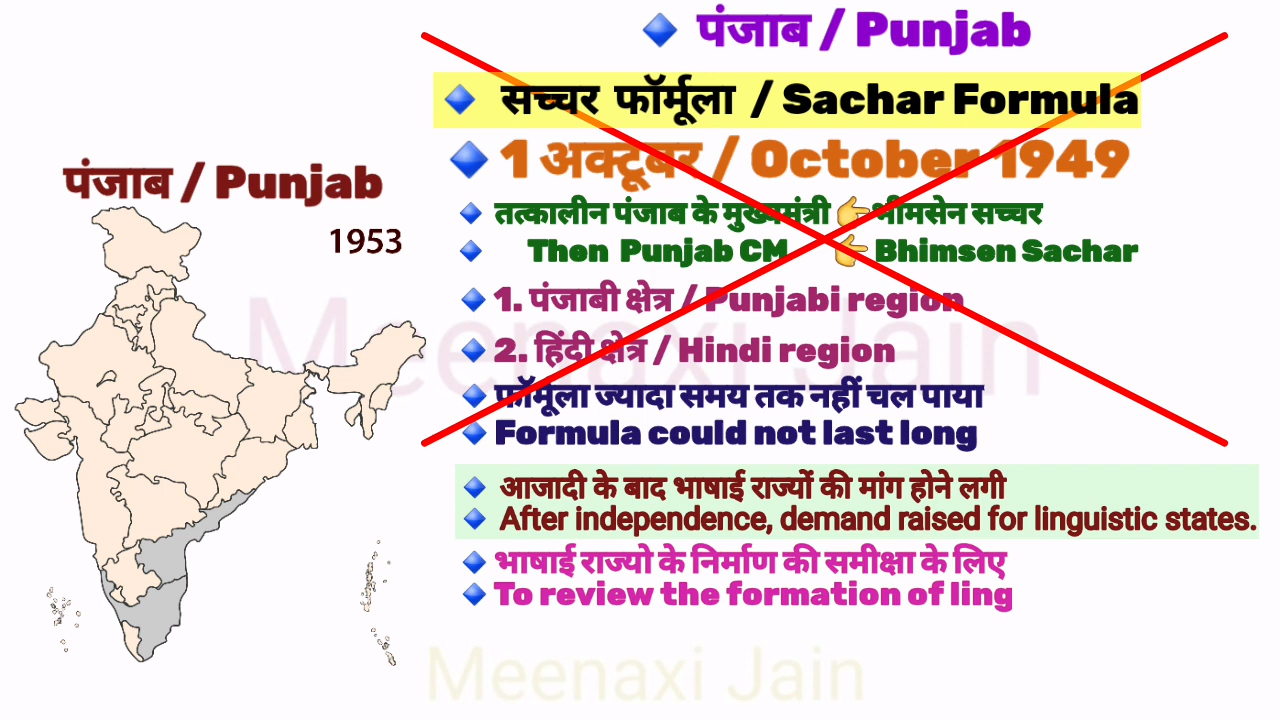 पंजाब / Punjab
सच्चर फॉर्मूला / Sachar Formula
1 अक्टूबर / October 1949
तत्कालीन पंजाब के मुख्यमंत्री 👉 भीमसेन सच्चर
Then Punjab CM 👉 Bhimsen Sachar
1. पंजाबी क्षेत्र / Punjabi region
2. हिंदी क्षेत्र / Hindi region
फॉर्मूला ज्यादा समय तक नहीं चल पाया
Formula could not last long
आजादी के बाद भाषाई राज्यों की मांग होने लगी
After independence, demand raised for linguistic states.
भाषाई राज्यो के निर्माण की समीक्षा के लिए
To review the formation of ling
पंजाब / Punjab
1953
Meenaxi Jain
Meenaxi Jain